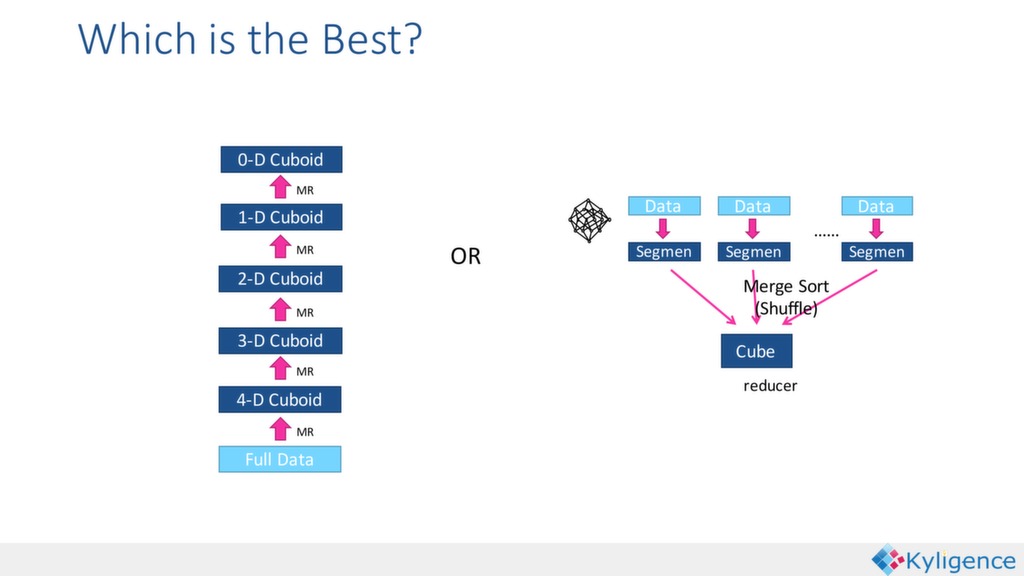 Which is the Best?
0-D Cuboid
MR
1-D Cuboid
MR
2-D Cuboid
MR
3-D Cuboid
MR
4-D Cuboid
MR
Full Data
OR
Data Data Data
......
Segmen Segmen Segmen
Merge Sort
(Shuffle)
Cube
reducer
Kyligence